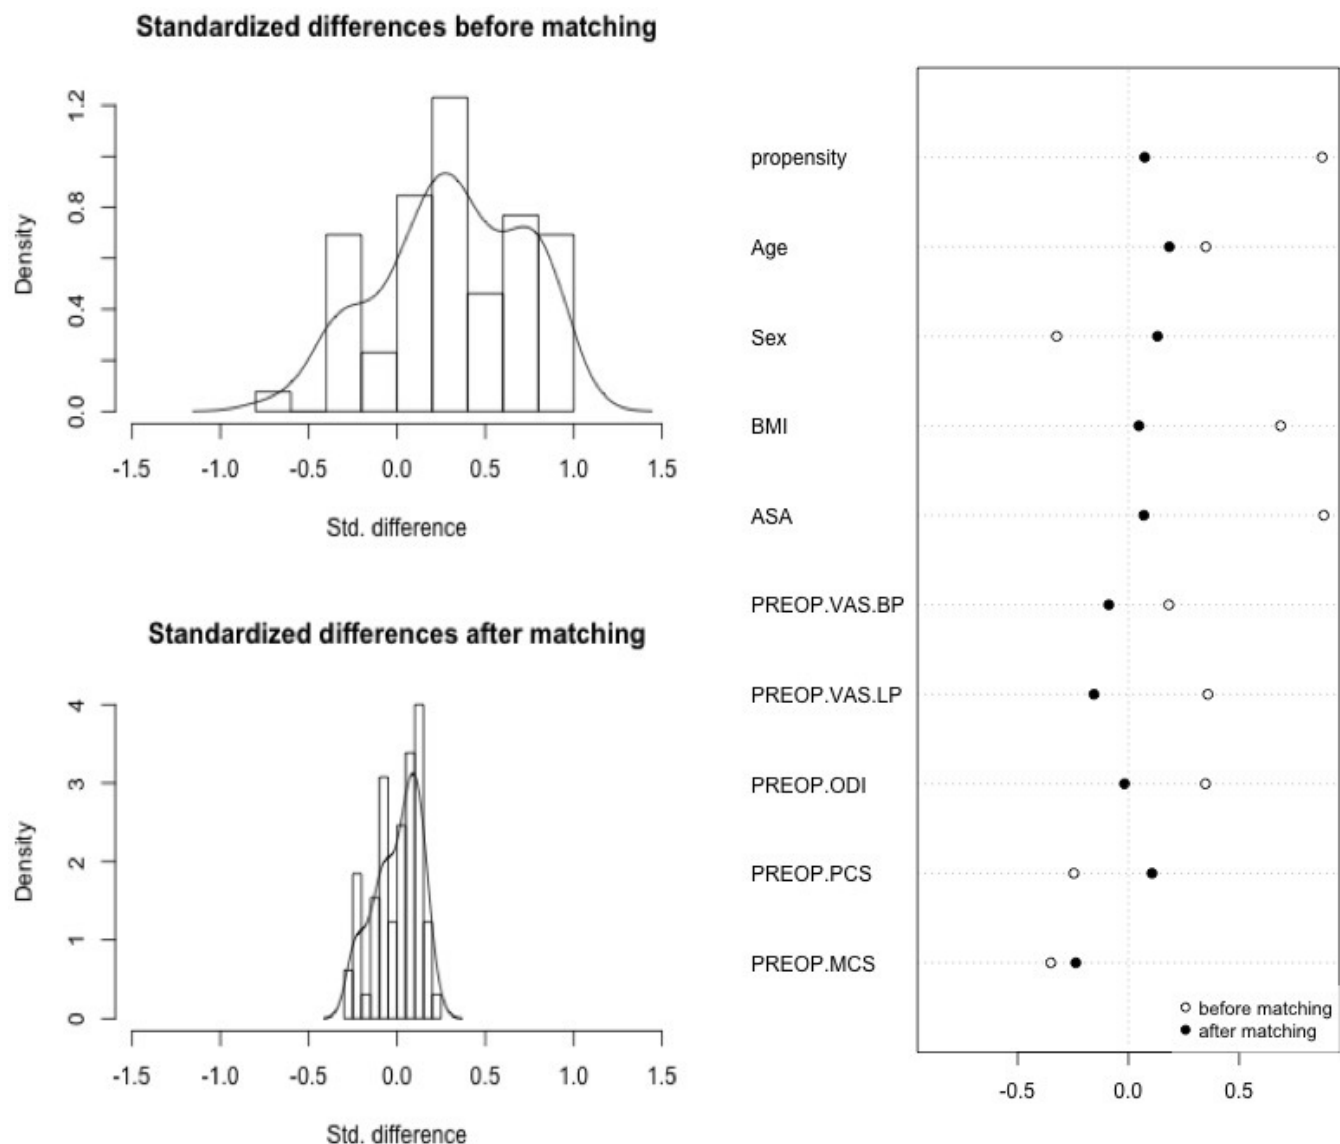 Standardized differences before matching
Density
0.0 0.4 0.8 1.2
-1.5 -1.0 -0.5 0.0 0.5 1.0 1.5
Std. difference
Standardized differences after matching
Density
0 1 2 3 4
-1.5 -1.0 -0.5 0.0 0.5 1.0 1.5
Std. difference
propensity
Age
Sex
BMI
ASA
PREOP.VAS.BP
PREOP.VAS.LP
PREOP.ODI
PREOP.PCS
PREOP.MCS
before matching
after matching
-0.5 0.0 0.5